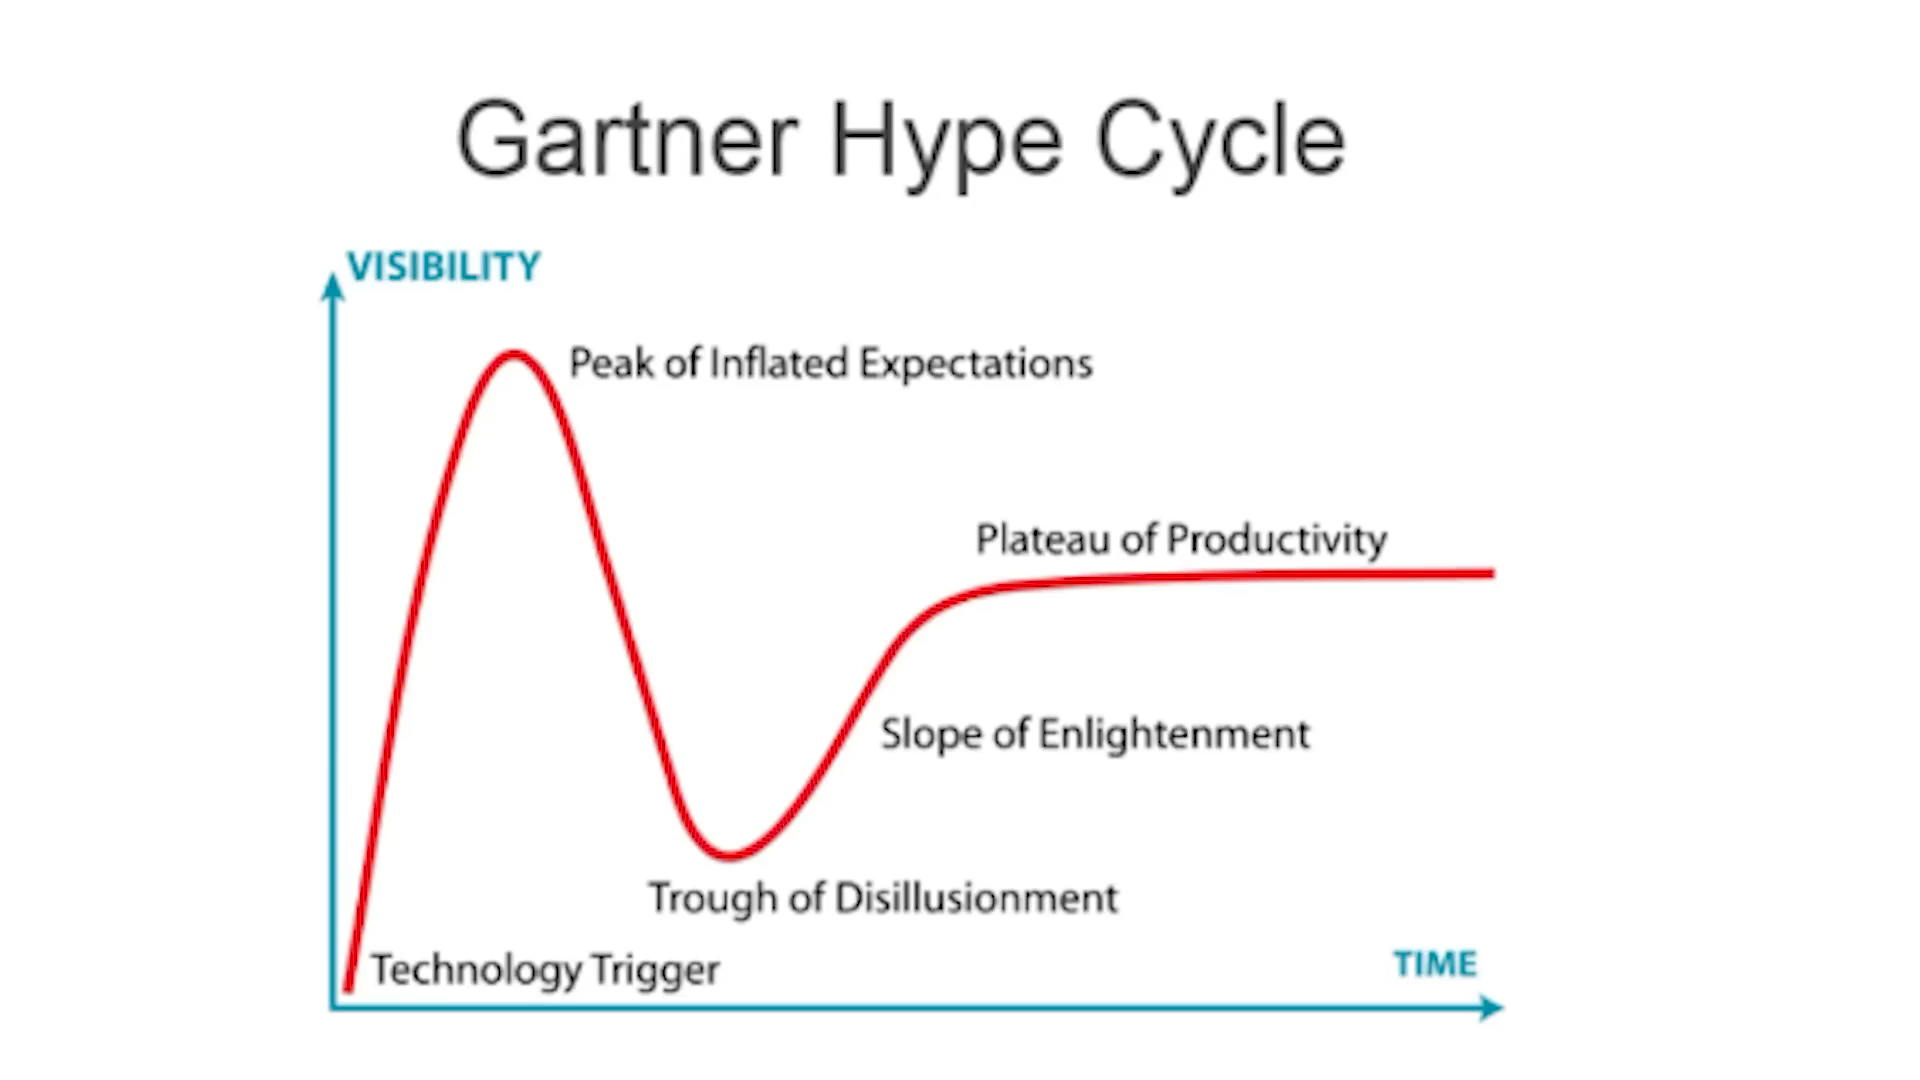 Gartner Hype Cycle
VISIBILITY
Peak of Inflated Expectations
Plateau of Productivity
Slope of Enlightenment
Trough of Disillusionment
Technology Trigger
TIME